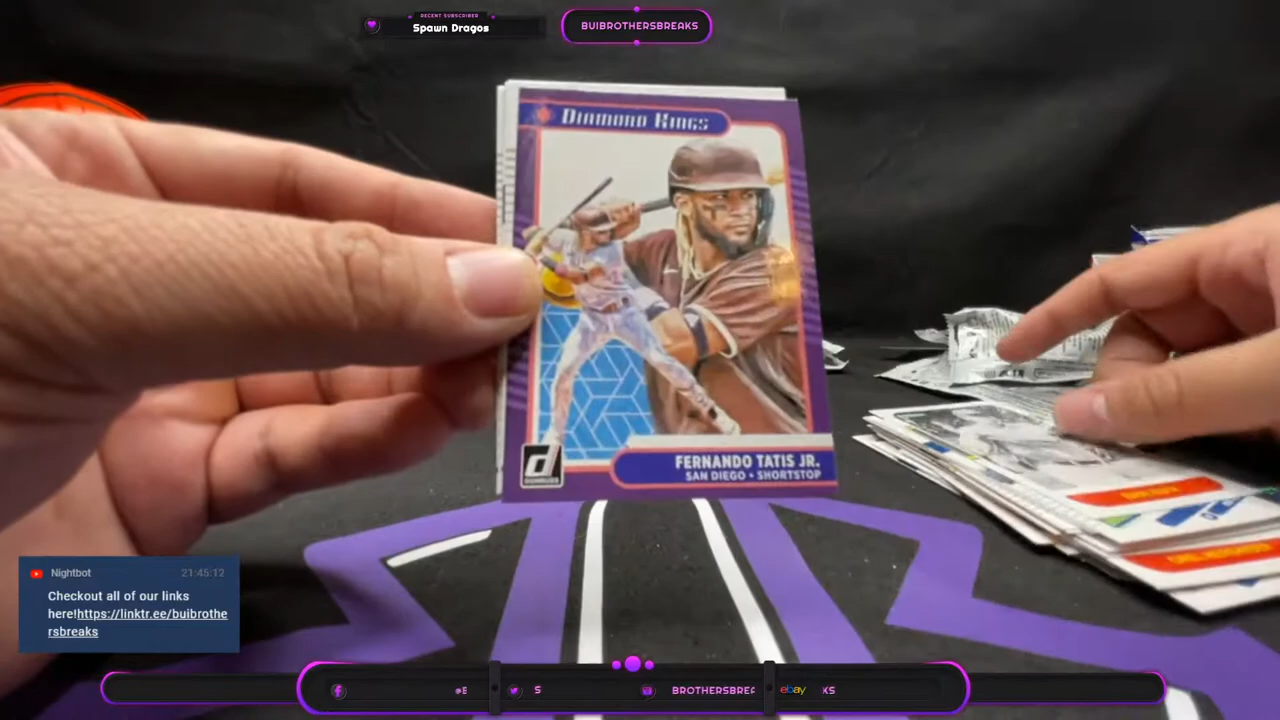 RECENT SUBSCRIBER
Spawn Dragos
BUIBROTHERSBREAKS
DIAMOND KINGS
FERNANDO TATIS JR.
SAN DIEGO • SHORTSTOP
d
DONRUSS
Nightbot 21:45:12
Checkout all of our links
here!https://linktr.ee/buibrothe
rsbreaks
S
BROTHERSBREA
ebay
KS